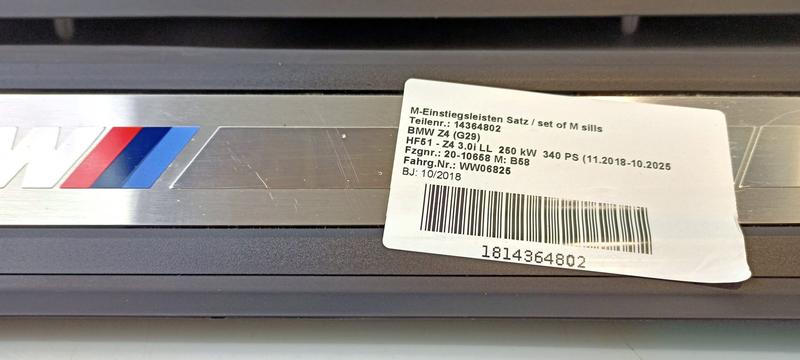 M
M-Einstiegsleisten Satz / set of M sills
Teilenr.: 14364802
BMW Z4 (G29)
HF51 - Z4 3.0i LL 250 kW 340 PS (11.2018-10.2025
Fzgnr.: 20-10658 M: B58
Fahrg.Nr.: WW06825
BJ: 10/2018
1814364802